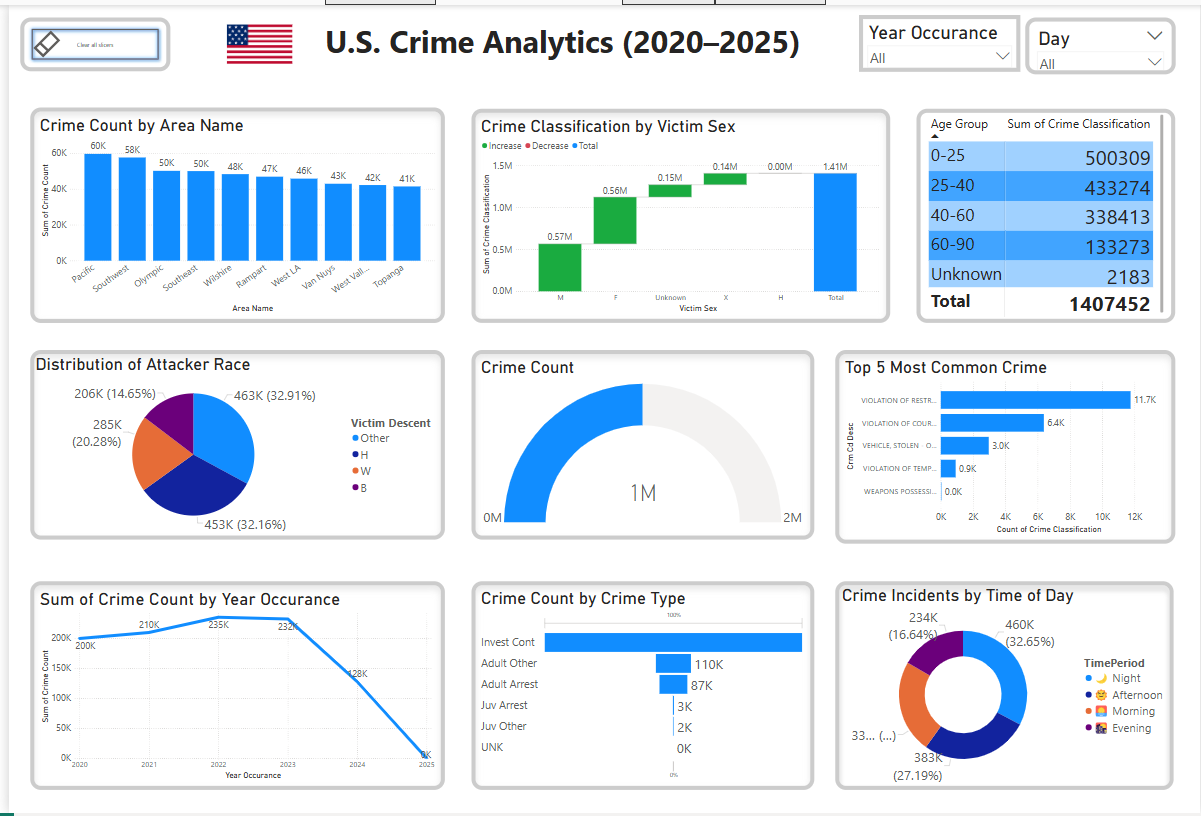 Clear all slicers
U.S. Crime Analytics (2020–2025)
Year Occurance
All
Day
All
Crime Count by Area Name
Sum of Crime Count
60K
40K
20K
0K
60K
58K
50K
50K
48K
47K
46K
43K
42K
41K
Pacific
Southwest
Olympic
Southeast
Wilshire
Rampart
West LA
Van Nuys
West Vall...
Topanga
Area Name
Crime Classification by Victim Sex
Increase Decrease Total
Sum of Crime Classification
1.5M
1.0M
0.5M
0.0M
0.57M
0.56M
0.15M
0.14M
0.00M
1.41M
M
F
Unknown
X
H
Total
Victim Sex
Age Group Sum of Crime Classification
0-25 500309
25-40 433274
40-60 338413
60-90 133273
Unknown 2183
Total 1407452
Distribution of Attacker Race
206K (14.65%)
463K (32.91%)
285K
(20.28%)
453K (32.16%)
Victim Descent
Other
H
W
B
Crime Count
1M
0M
2M
Top 5 Most Common Crime
Crm Cd Desc
VIOLATION OF RESTR... 11.7K
VIOLATION OF COUR... 6.4K
VEHICLE, STOLEN - O... 3.0K
VIOLATION OF TEMP... 0.9K
WEAPONS POSSESSI... 0.0K
0K 2K 4K 6K 8K 10K 12K
Count of Crime Classification
Sum of Crime Count by Year Occurance
Sum of Crime Count
200K
150K
100K
50K
0K
200K
210K
235K
232K
128K
0K
2020 2021 2022 2023 2024 2025
Year Occurance
Crime Count by Crime Type
100%
Invest Cont
Adult Other 110K
Adult Arrest 87K
Juv Arrest 3K
Juv Other 2K
UNK 0K
0%
Crime Incidents by Time of Day
234K
(16.64%)
460K
(32.65%)
33... (...)
383K
(27.19%)
TimePeriod
🌙 Night
🌞 Afternoon
🌅 Morning
🌆 Evening